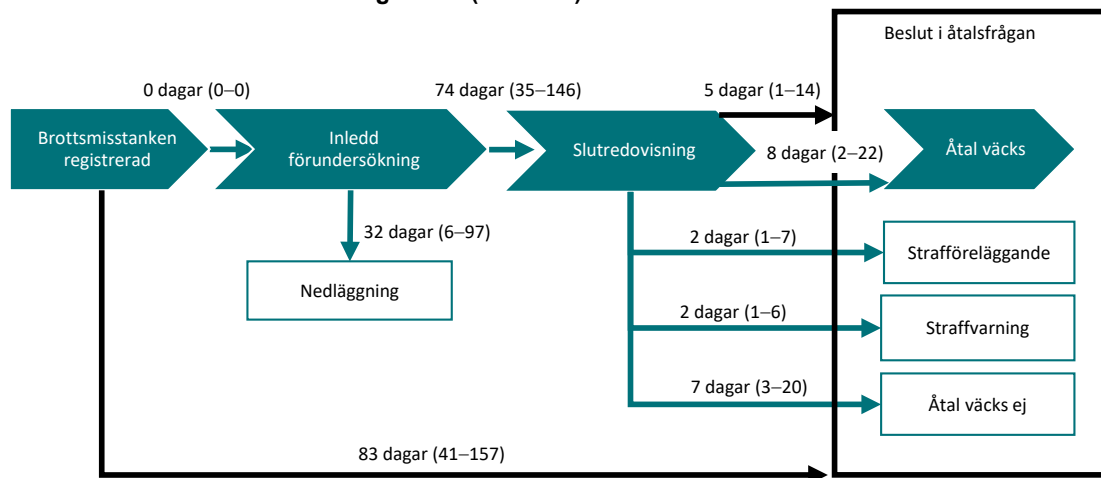 Beslut i åtalsfrågan
0 dagar (0–0)
74 dagar (35–146)
5 dagar (1–14)
Brottsmisstanken
registrerad
Inledd
förundersökning
Slutredovisning
8 dagar (2–22)
Åtal väcks
32 dagar (6–97)
2 dagar (1–7)
Strafföreläggande
Nedläggning
2 dagar (1–6)
Straffvarning
7 dagar (3–20)
Åtal väcks ej
83 dagar (41–157)